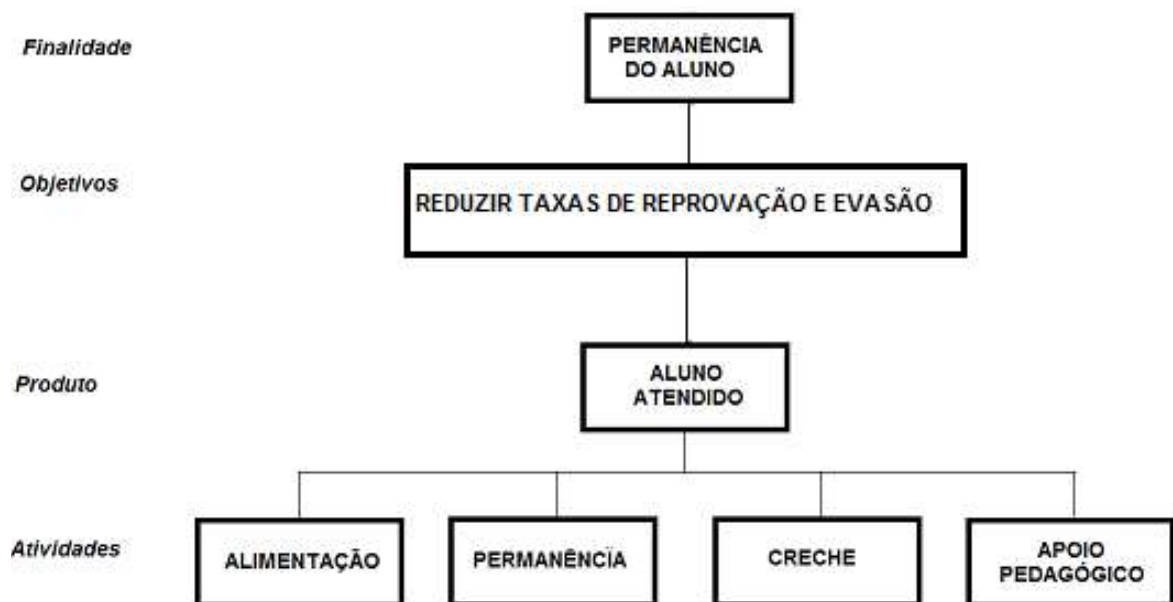 Finalidade
PERMANÊNCIA
DO ALUNO
Objetivos
REDUZIR TAXAS DE REPROVAÇÃO E EVASÃO
Produto
ALUNO
ATENDIDO
Atividades
ALIMENTAÇÃO
PERMANÊNCIA
CRECHE
APOIO
PEDAGÓGICO